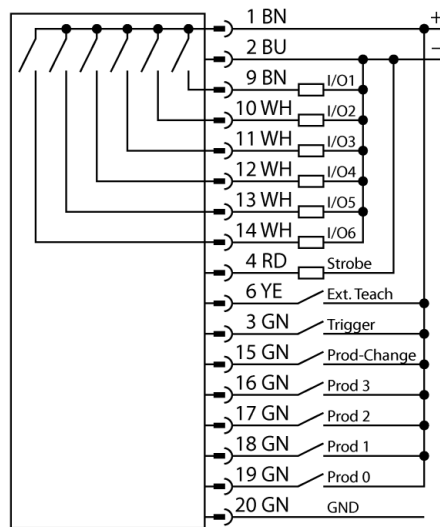 1 BN +
2 BU −
9 BN I/O1
10 WH I/O2
11 WH I/O3
12 WH I/O4
13 WH I/O5
14 WH I/O6
4 RD Strobe
6 YE Ext. Teach
3 GN Trigger
15 GN Prod-Change
16 GN Prod 3
17 GN Prod 2
18 GN Prod 1
19 GN Prod 0
20 GN GND